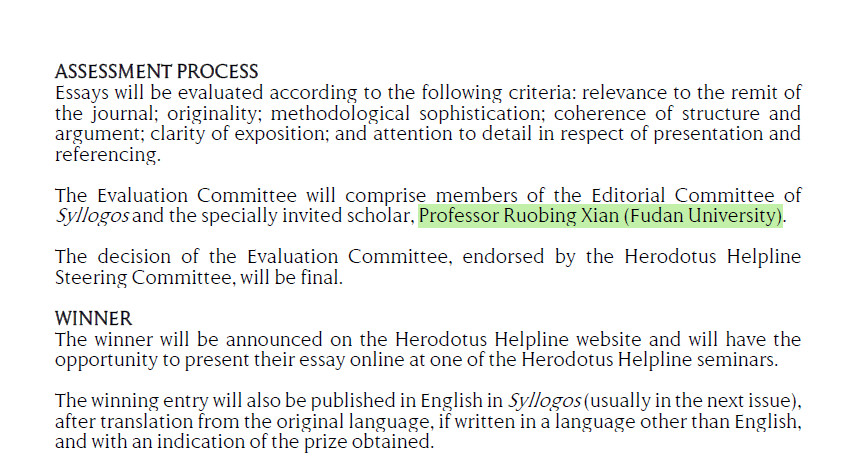 ASSESSMENT PROCESS
Essays will be evaluated according to the following criteria: relevance to the remit of
the journal; originality; methodological sophistication; coherence of structure and
argument; clarity of exposition; and attention to detail in respect of presentation and
referencing.
The Evaluation Committee will comprise members of the Editorial Committee of
Syllogos and the specially invited scholar, Professor Ruobing Xian (Fudan University).
The decision of the Evaluation Committee, endorsed by the Herodotus Helpline
Steering Committee, will be final.
WINNER
The winner will be announced on the Herodotus Helpline website and will have the
opportunity to present their essay online at one of the Herodotus Helpline seminars.
The winning entry will also be published in English in Syllogos (usually in the next issue),
after translation from the original language, if written in a language other than English,
and with an indication of the prize obtained.